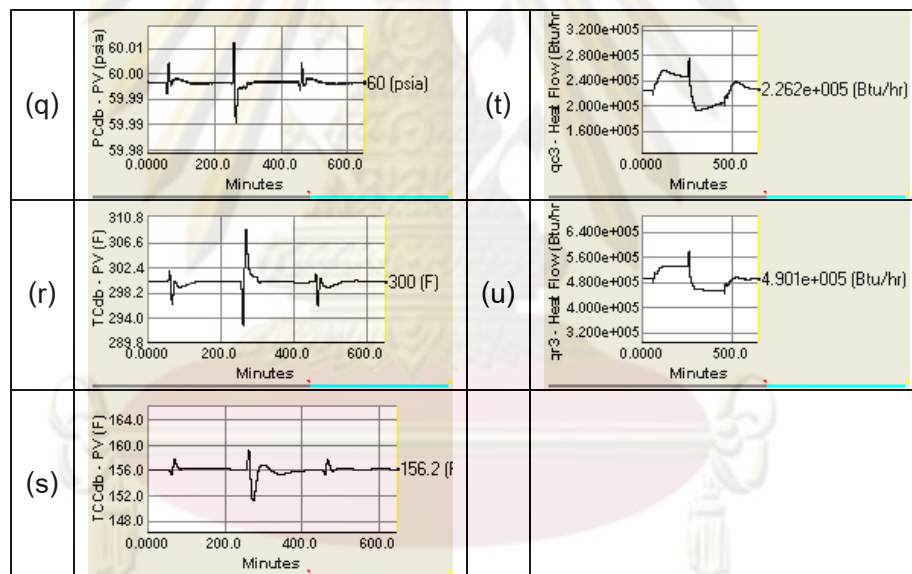 (q)
PCdb - PV (psia)
60.01
60.00
59.99
59.99
59.98
0.0000 200.0 400.0 600.0
Minutes
60 (psia)
(t)
qc3 - Heat Flow (Btu/hr
3.200e+005
2.800e+005
2.400e+005
2.000e+005
1.600e+005
0.0000 500.0
Minutes
2.262e+005 (Btu/hr)
(r)
TCdb - PV (F)
310.8
306.6
302.4
298.2
294.0
289.8
0.0000 200.0 400.0 600.0
Minutes
300 (F)
(u)
qr3 - Heat Flow (Btu/hr
6.400e+005
5.600e+005
4.800e+005
4.000e+005
3.200e+005
0.0000 500.0
Minutes
4.901e+005 (Btu/hr)
(s)
TCCdb - PV (F)
164.0
160.0
156.0
152.0
148.0
0.0000 200.0 400.0 600.0
Minutes
156.2 (F